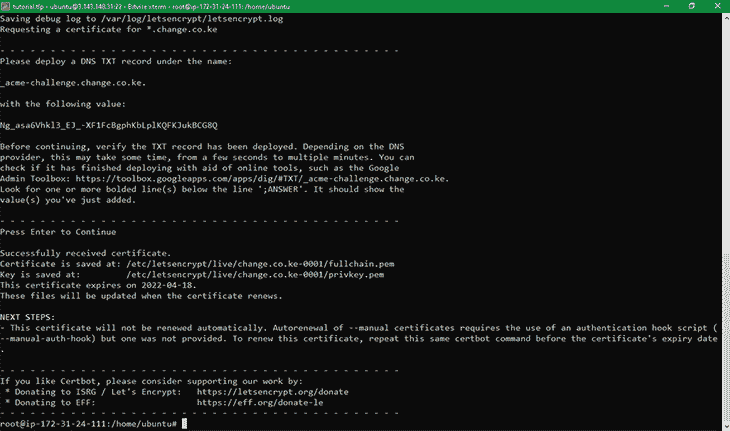 tutorial.tlp - ubuntu@3.143.148.31:22 - Bitvise xterm - root@ip-172-31-24-111: /home/ubuntu
Saving debug log to /var/log/letsencrypt/letsencrypt.log
Requesting a certificate for *.change.co.ke
- - - - - - - - - - - - - - - - - - - - - - - - - - - - - - - - - - - - - - - -
Please deploy a DNS TXT record under the name:
_acme-challenge.change.co.ke.
with the following value:
Ng_asa6Vhkl3_EJ_-XF1FcBgphKbLplKQFKJukBCG8Q
Before continuing, verify the TXT record has been deployed. Depending on the DNS
provider, this may take some time, from a few seconds to multiple minutes. You can
check if it has finished deploying with aid of online tools, such as the Google
Admin Toolbox: https://toolbox.googleapps.com/apps/dig/#TXT/_acme-challenge.change.co.ke.
Look for one or more bolded line(s) below the line ';ANSWER'. It should show the
value(s) you've just added.
- - - - - - - - - - - - - - - - - - - - - - - - - - - - - - - - - - - - - - - -
Press Enter to Continue
Successfully received certificate.
Certificate is saved at: /etc/letsencrypt/live/change.co.ke-0001/fullchain.pem
Key is saved at: /etc/letsencrypt/live/change.co.ke-0001/privkey.pem
This certificate expires on 2022-04-18.
These files will be updated when the certificate renews.
NEXT STEPS:
- This certificate will not be renewed automatically. Autorenewal of --manual certificates requires the use of an authentication hook script (
--manual-auth-hook) but one was not provided. To renew this certificate, repeat this same certbot command before the certificate's expiry date
.
- - - - - - - - - - - - - - - - - - - - - - - - - - - - - - - - - - - - - - - -
If you like Certbot, please consider supporting our work by:
* Donating to ISRG / Let's Encrypt: https://letsencrypt.org/donate
* Donating to EFF: https://eff.org/donate-le
- - - - - - - - - - - - - - - - - - - - - - - - - - - - - - - - - - - - - - - -
root@ip-172-31-24-111:/home/ubuntu#